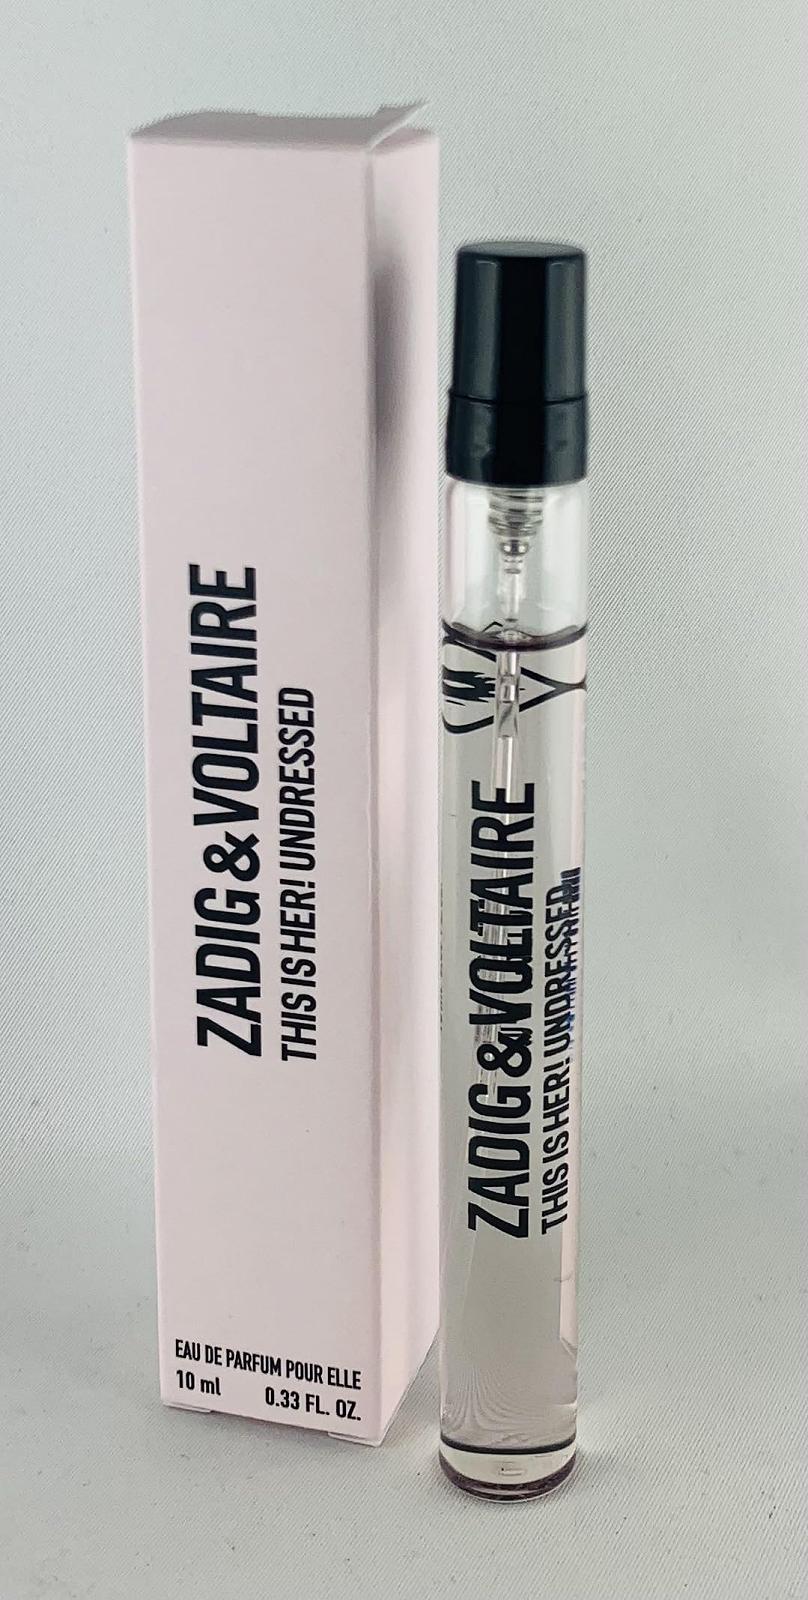 ZADIG & VOLTAIRE
THIS IS HER! UNDRESSED
EAU DE PARFUM POUR ELLE
10 ml 0.33 FL. OZ.
ZADIG & VOLTAIRE
THIS IS HER! UNDRESSED